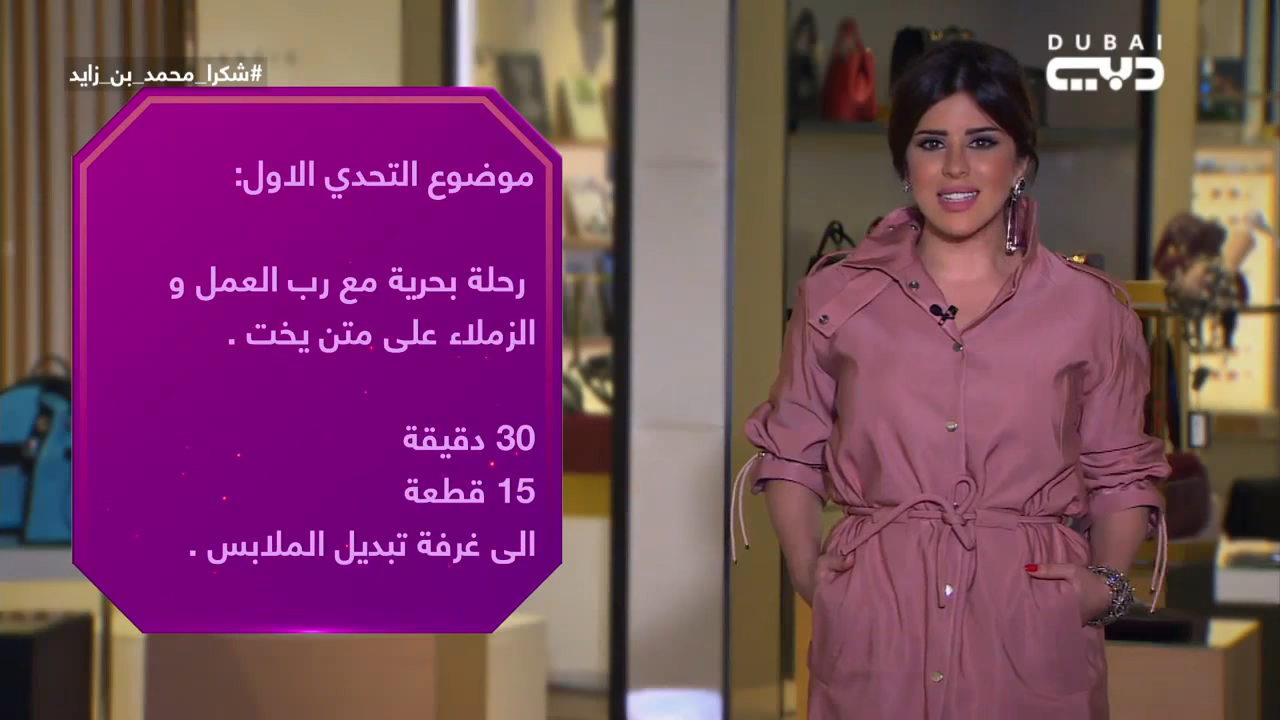 #شكرا_محمد_بن_زايد
DUBAI
دبي
موضوع التحدي الاول:
رحلة بحرية مع رب العمل و
الزملاء على متن يخت .
30 دقيقة
15 قطعة
الى غرفة تبديل الملابس .